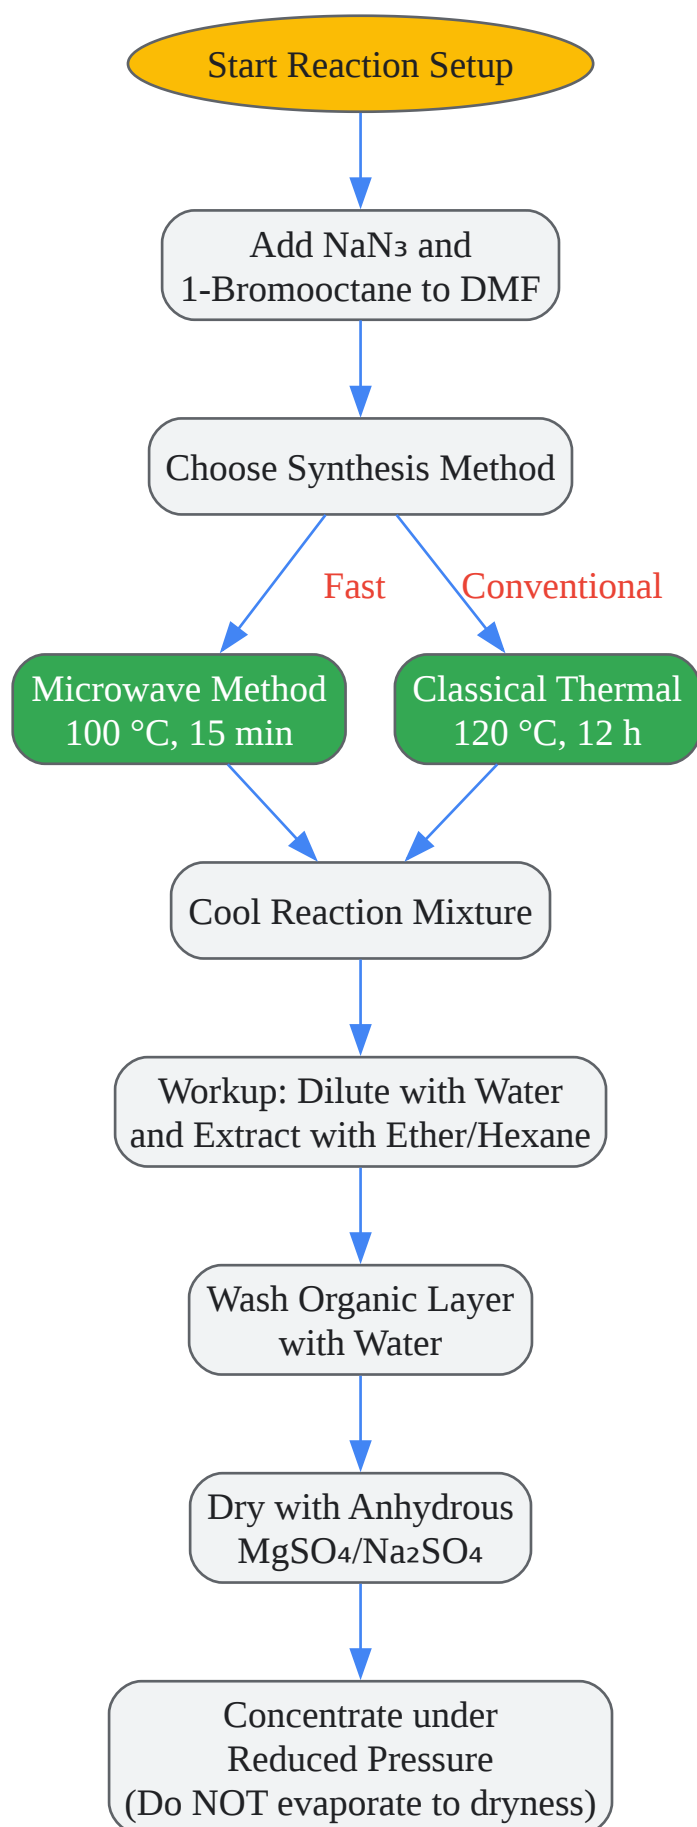 Start Reaction Setup
Add NaN₃ and
1-Bromooctane to DMF
Choose Synthesis Method
Fast
Conventional
Microwave Method
100 °C, 15 min
Classical Thermal
120 °C, 12 h
Cool Reaction Mixture
Workup: Dilute with Water
and Extract with Ether/Hexane
Wash Organic Layer
with Water
Dry with Anhydrous
MgSO₄/Na₂SO₄
Concentrate under
Reduced Pressure
(Do NOT evaporate to dryness)